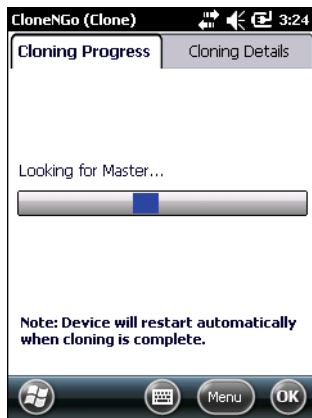 CloneNGo (Clone) 3:24
Cloning Progress Cloning Details
Looking for Master...
Note: Device will restart automatically
when cloning is complete.
Menu OK